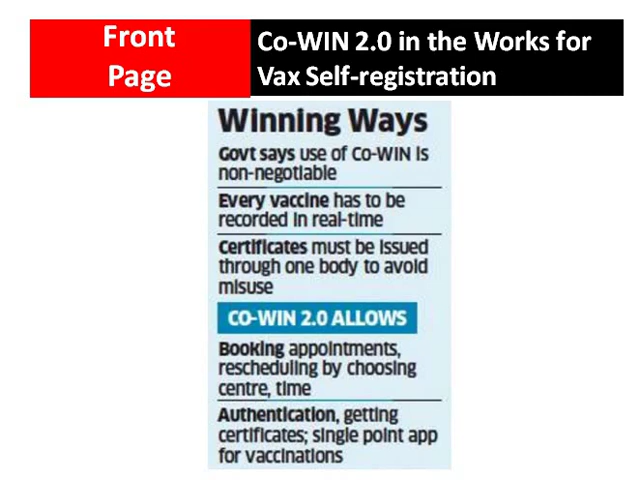 Front
Page
Co-WIN 2.0 in the Works for
Vax Self-registration
Winning Ways
Govt says use of Co-WIN is
non-negotiable
Every vaccine has to be
recorded in real-time
Certificates must be issued
through one body to avoid
misuse
CO-WIN 2.0 ALLOWS
Booking appointments,
rescheduling by choosing
centre, time
Authentication, getting
certificates; single point app
for vaccinations